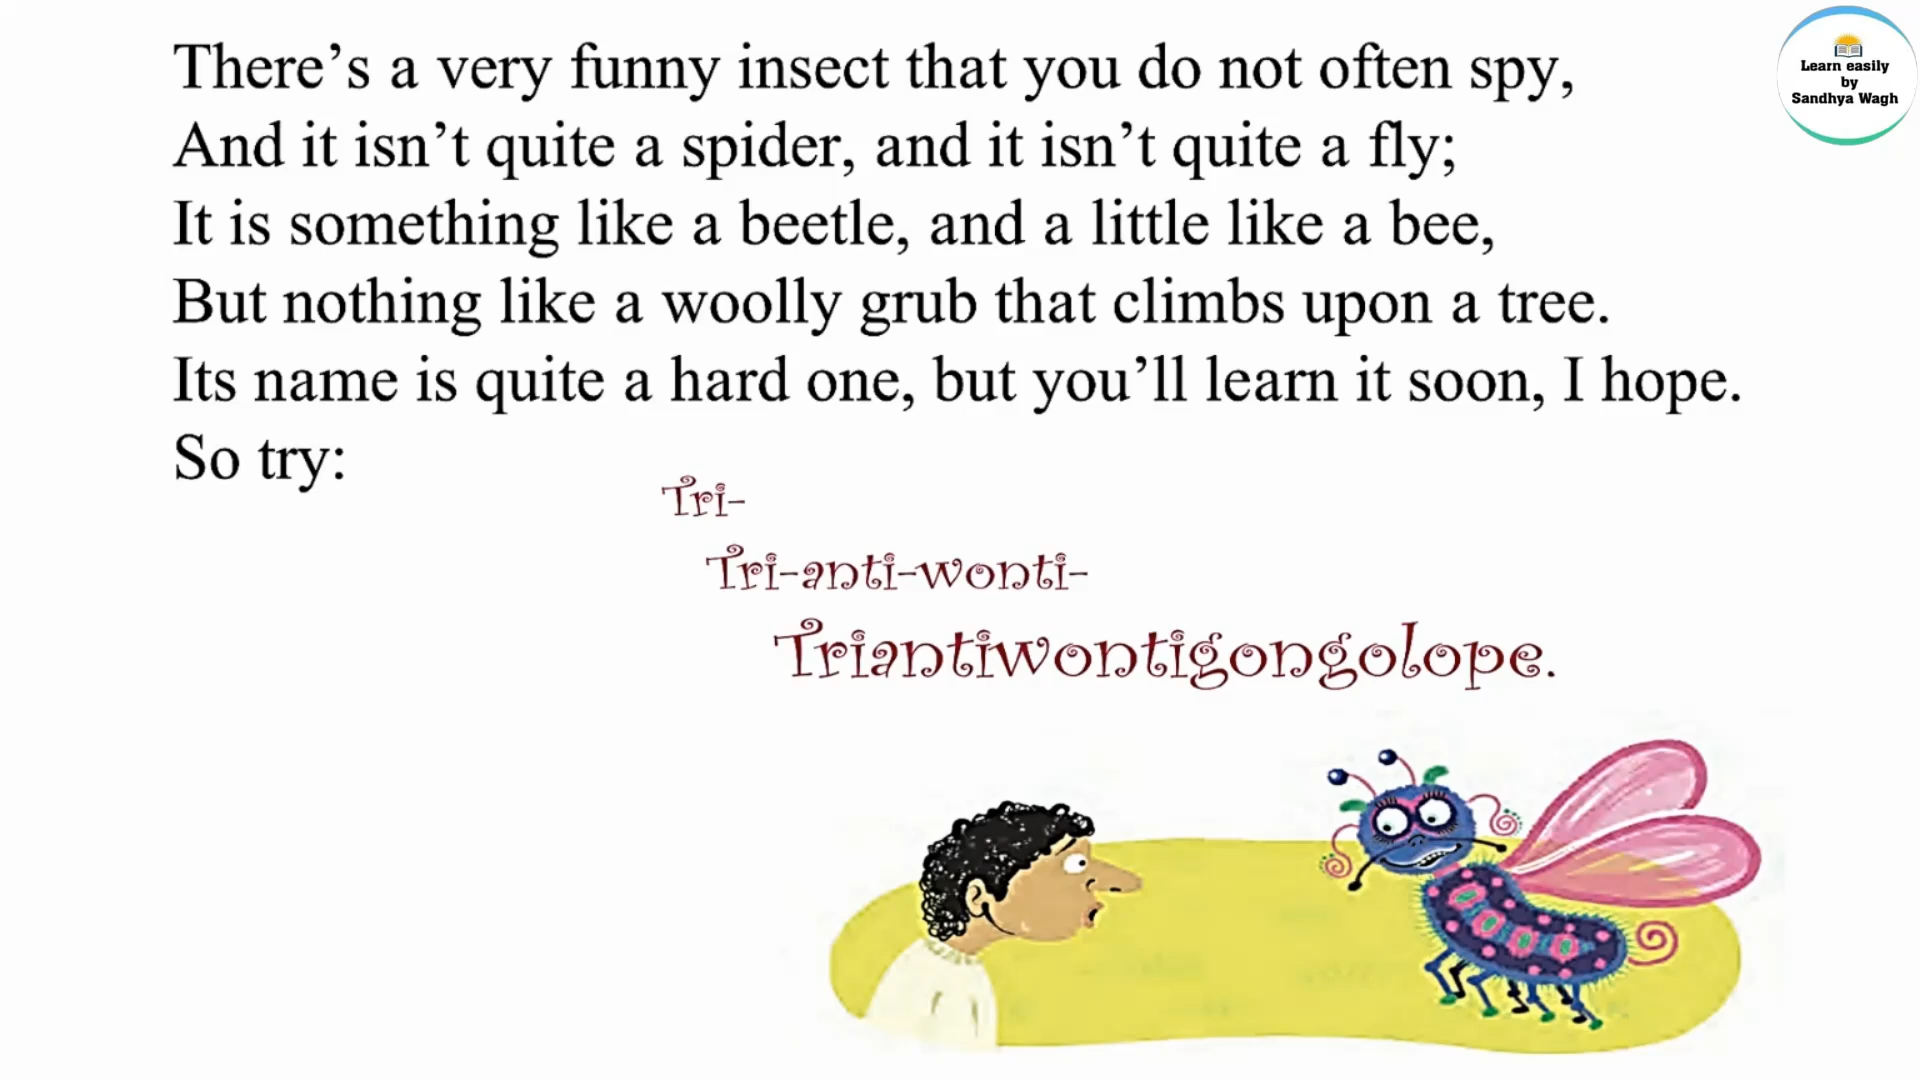 There’s a very funny insect that you do not often spy,
And it isn’t quite a spider, and it isn’t quite a fly;
It is something like a beetle, and a little like a bee,
But nothing like a woolly grub that climbs upon a tree.
Its name is quite a hard one, but you’ll learn it soon, I hope.
So try:
Tri-
Tri-anti-wonti-
Triantiwontigongolope.
Learn easily
by
Sandhya Wagh